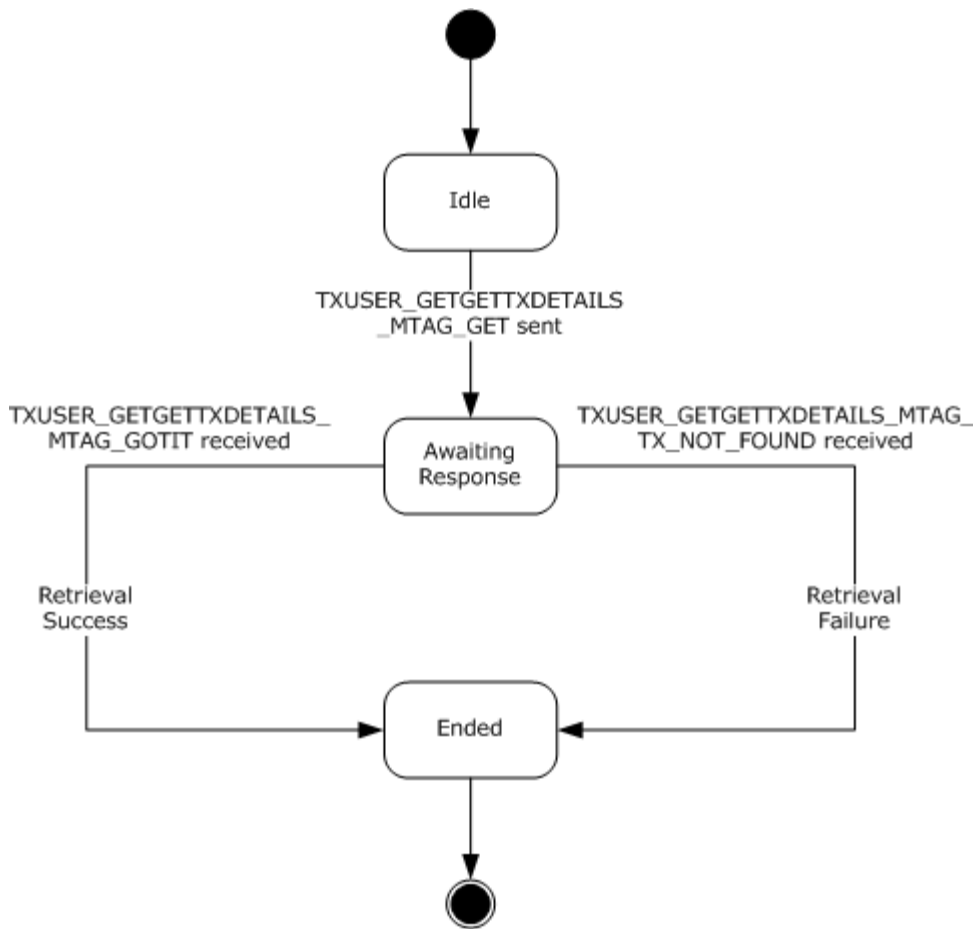 Idle
TXUSER_GETGETTXDETAILS
_MTAG_GET sent
TXUSER_GETGETTXDETAILS_
MTAG_GOTIT received
TXUSER_GETGETTXDETAILS_MTAG_
TX_NOT_FOUND received
Awaiting
Response
Retrieval
Success
Retrieval
Failure
Ended